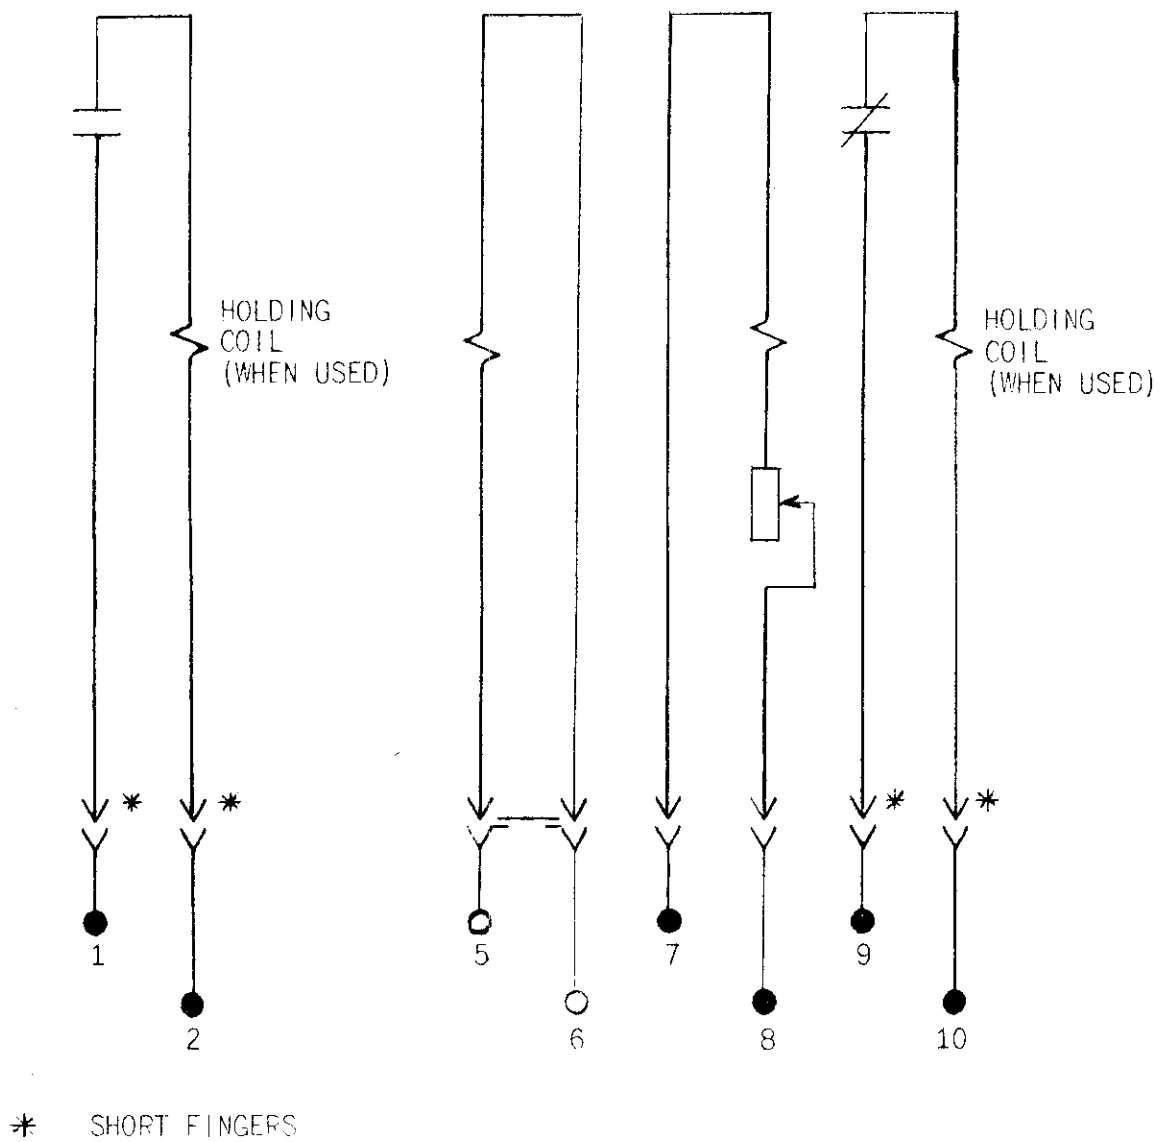 HOLDING
COIL
(WHEN USED)
HOLDING
COIL
(WHEN USED)
* *
* *
1
5
7
9
2
6
8
10
* SHORT FINGERS